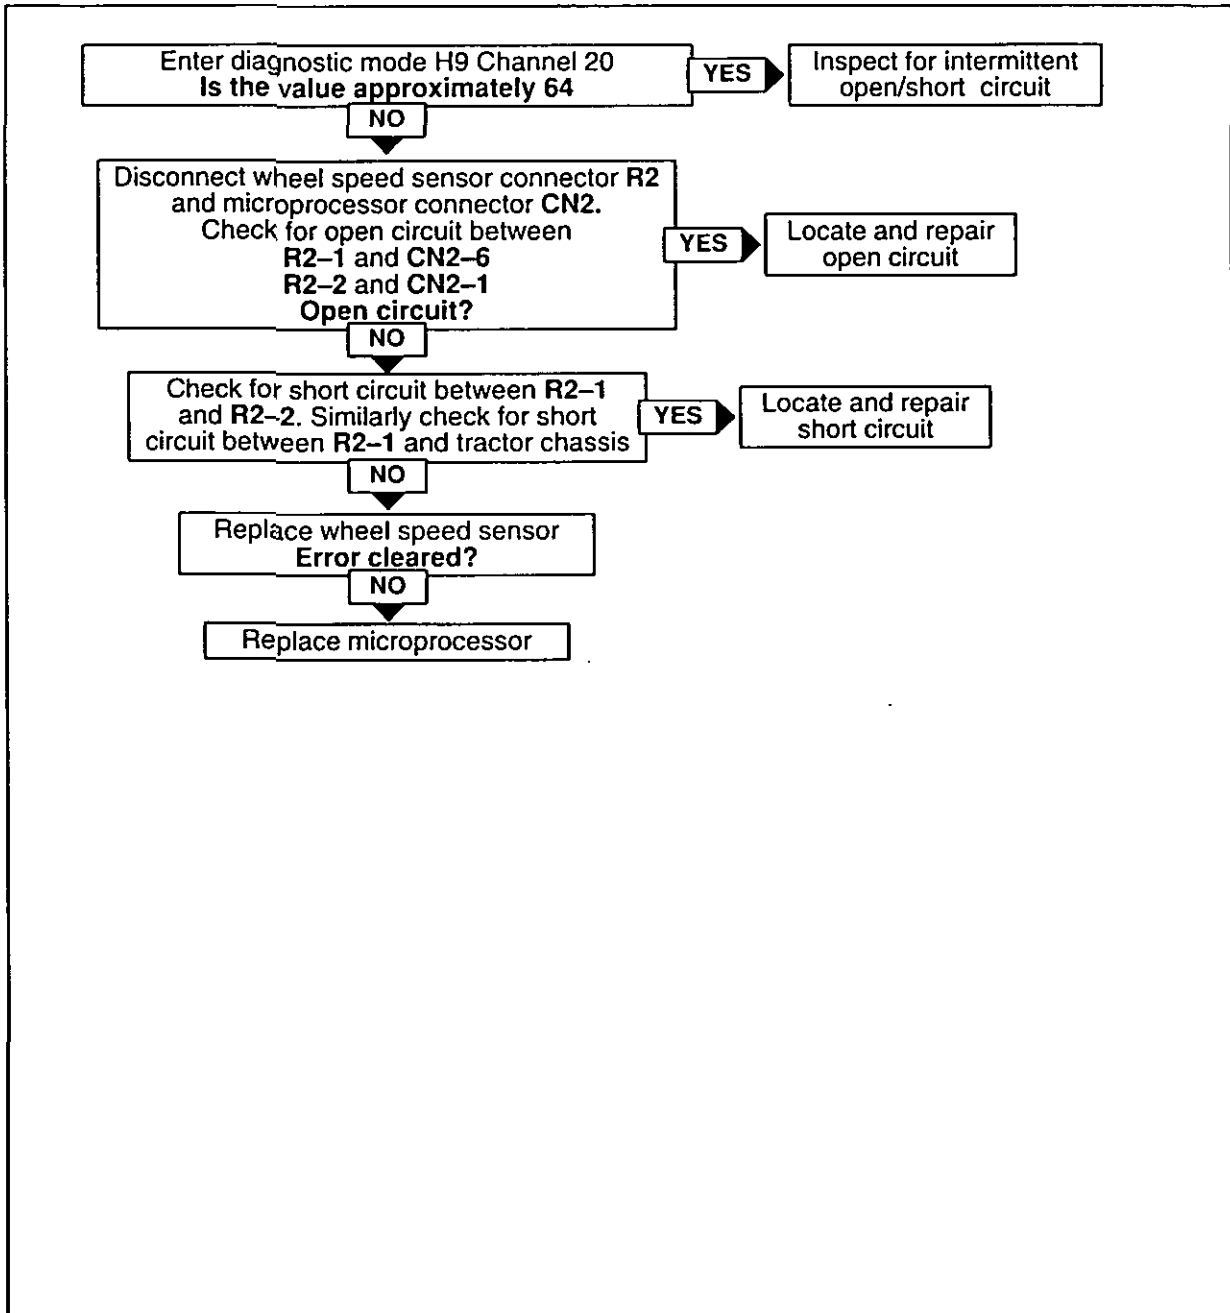 Enter diagnostic mode H9 Channel 20
Is the value approximately 64
YES
Inspect for intermittent
open/short circuit
NO
Disconnect wheel speed sensor connector R2
and microprocessor connector CN2.
Check for open circuit between
R2–1 and CN2–6
R2–2 and CN2–1
Open circuit?
YES
Locate and repair
open circuit
NO
Check for short circuit between R2–1
and R2–2. Similarly check for short
circuit between R2–1 and tractor chassis
YES
Locate and repair
short circuit
NO
Replace wheel speed sensor
Error cleared?
NO
Replace microprocessor